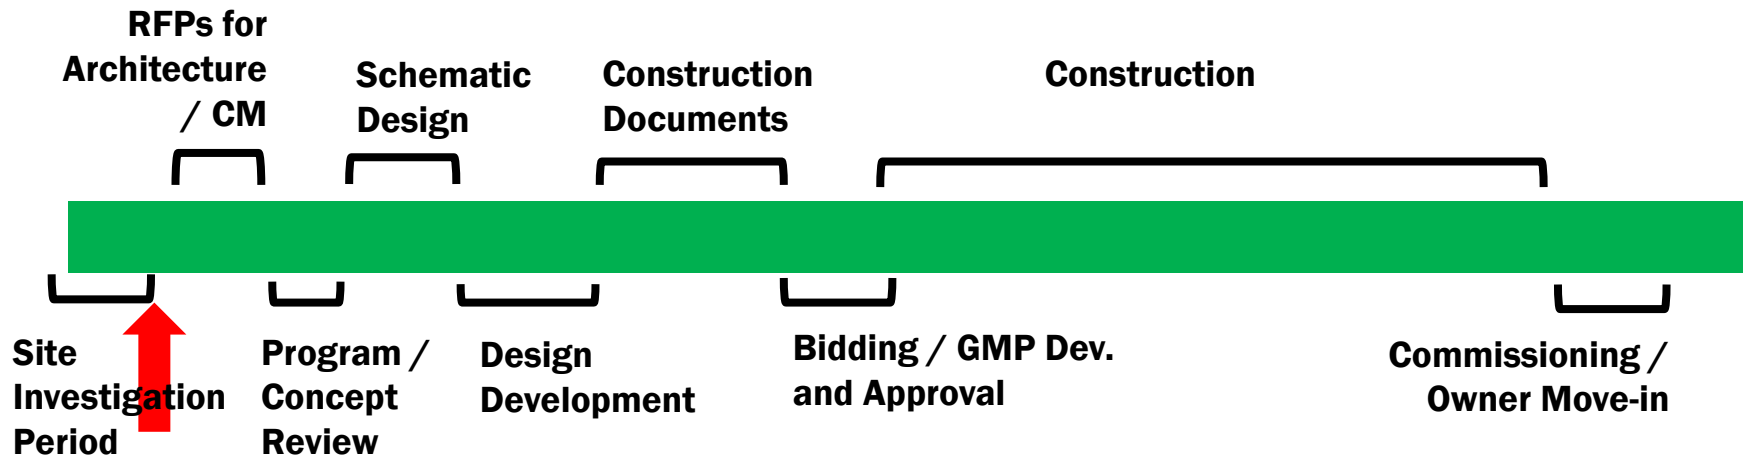 RFPs for
Architecture
/ CM
Schematic
Design
Construction
Documents
Construction
Site
Investigation
Period
Program /
Concept
Review
Design
Development
Bidding / GMP Dev.
and Approval
Commissioning /
Owner Move-in